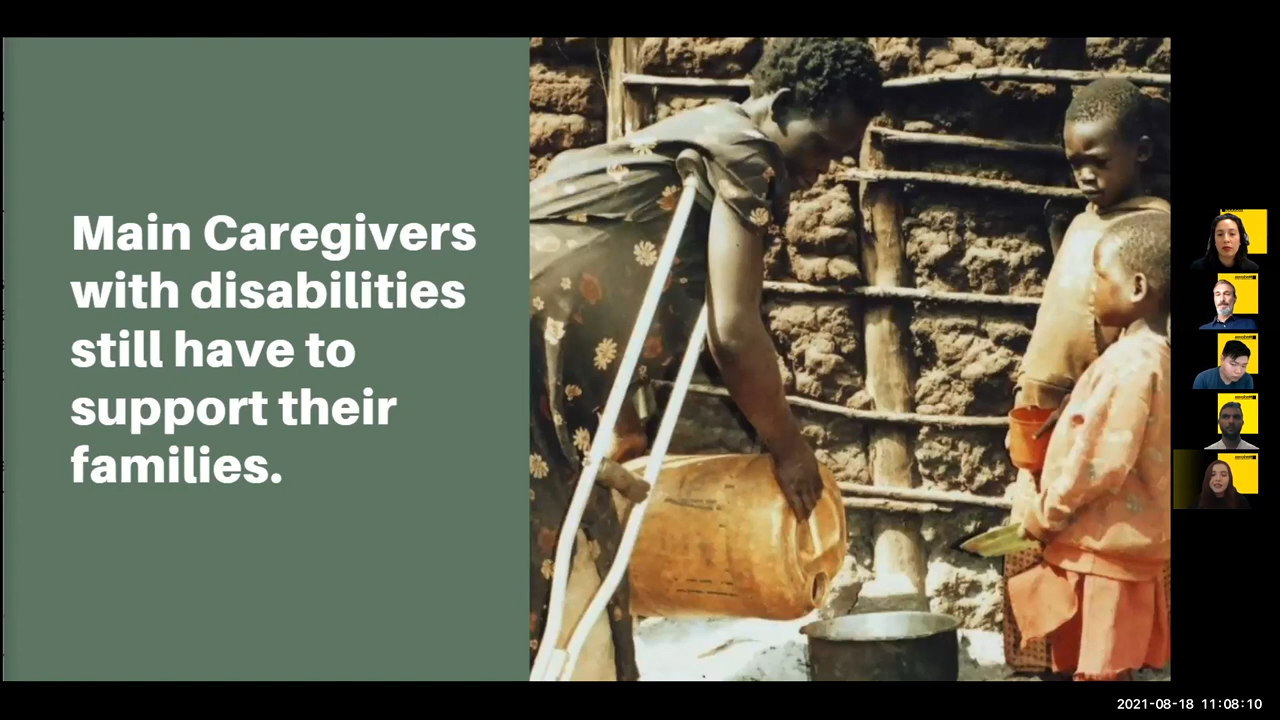 Main Caregivers
with disabilities
still have to
support their
families.
2021-08-18 11:08:10